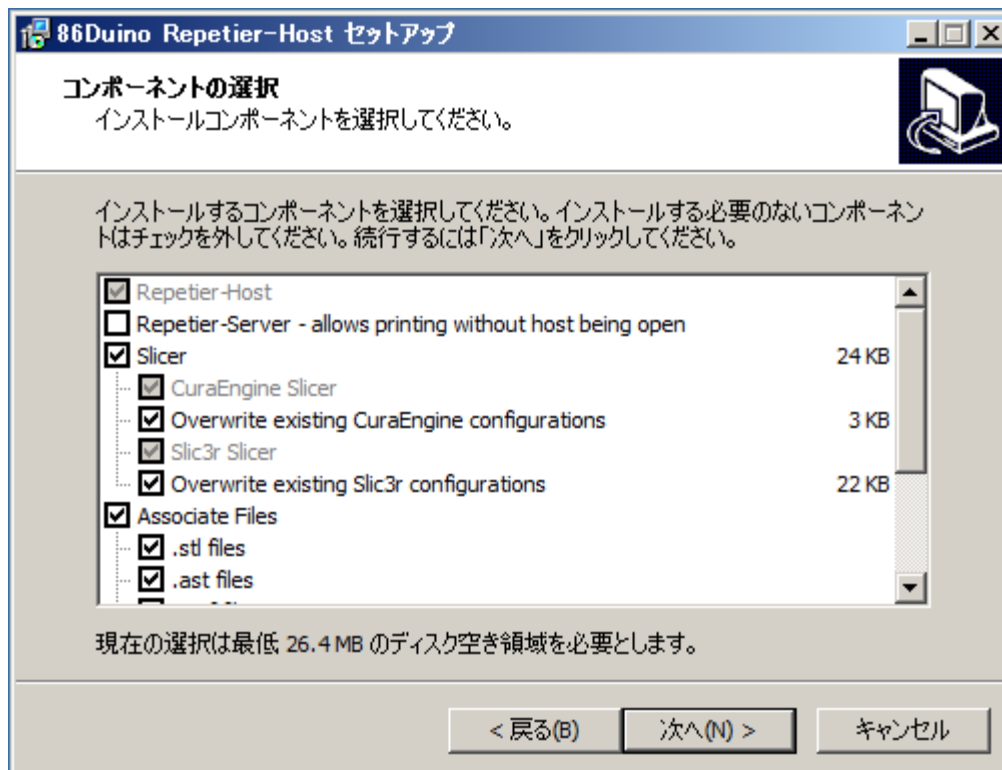 86Duino Repetier-Host セットアップ
コンポーネントの選択
インストールコンポーネントを選択してください。
インストールするコンポーネントを選択してください。インストールする必要のないコンポーネン
トはチェックを外してください。続行するには「次へ」をクリックしてください。
Repetier-Host
Repetier-Server - allows printing without host being open
Slicer 24 KB
CuraEngine Slicer
Overwrite existing CuraEngine configurations 3 KB
Slic3r Slicer
Overwrite existing Slic3r configurations 22 KB
Associate Files
.stl files
.ast files
現在の選択は最低 26.4 MB のディスク空き領域を必要とします。
< 戻る(B) 次へ(N) > キャンセル